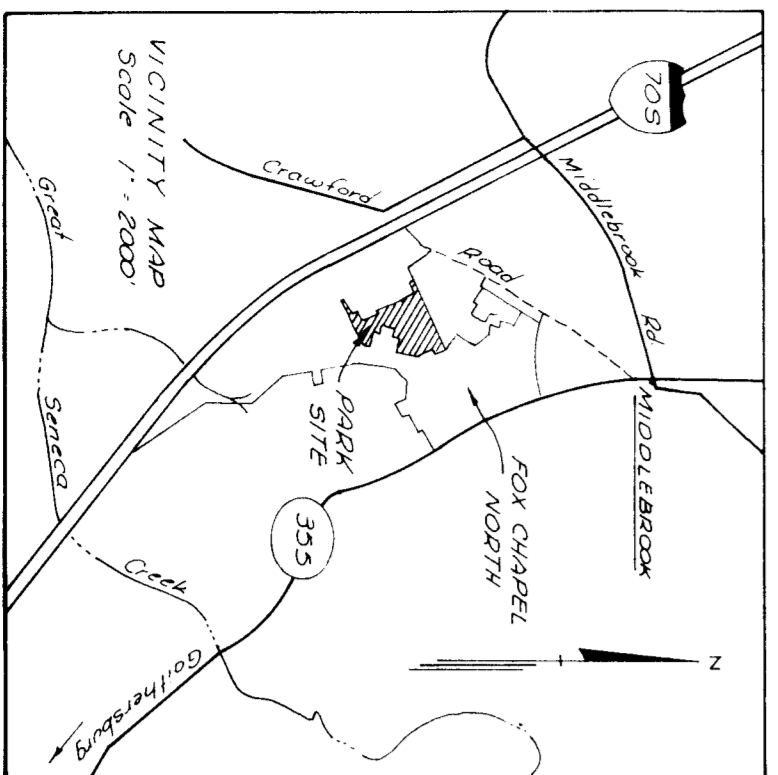 VICINITY MAP
Scale 1" = 2000'
70S
Crawford
Middlebrook
Rd.
Road
MIDDLEBROOK
FOX CHAPEL
NORTH
PARK
SITE
355
Great
Seneca
Creek
Gaithersburg
N